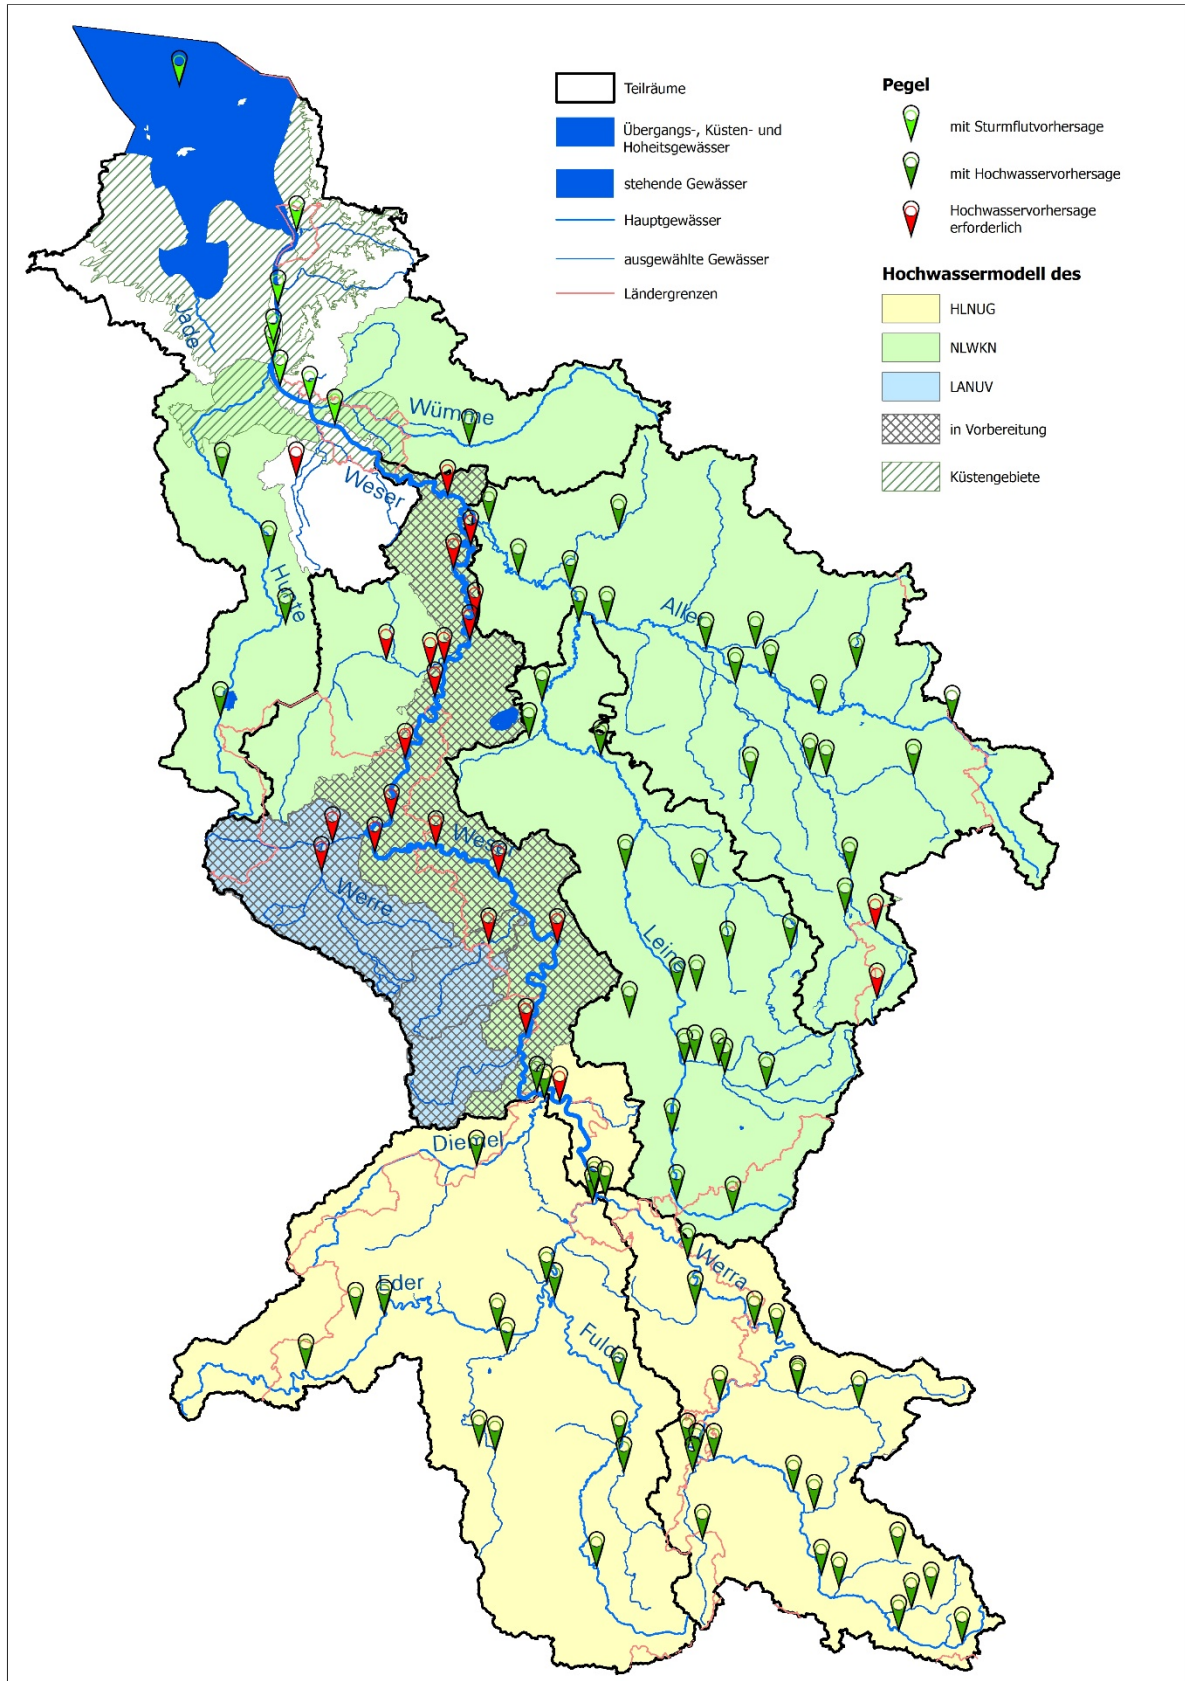 Teilräume
Übergangs-, Küsten- und
Hoheitsgewässer
stehende Gewässer
Hauptgewässer
ausgewählte Gewässer
Ländergrenzen
Pegel
mit Sturmflutvorhersage
mit Hochwasservorhersage
Hochwasservorhersage
erforderlich
Hochwassermodell des
HLNUG
NLWKN
LANUV
in Vorbereitung
Küstengebiete
Jade
Wümme
Weser
Hunte
Aller
Weser
Werre
Leine
Diemel
Werra
Eder
Fulda